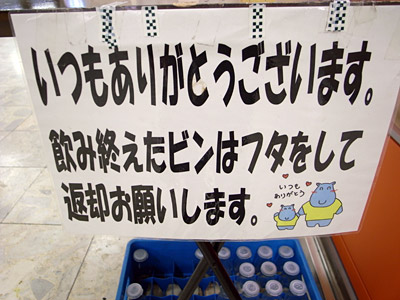 いつもありがとうございます。
飲み終えたビンはフタをして
返却お願いします。
いつも
ありがとう